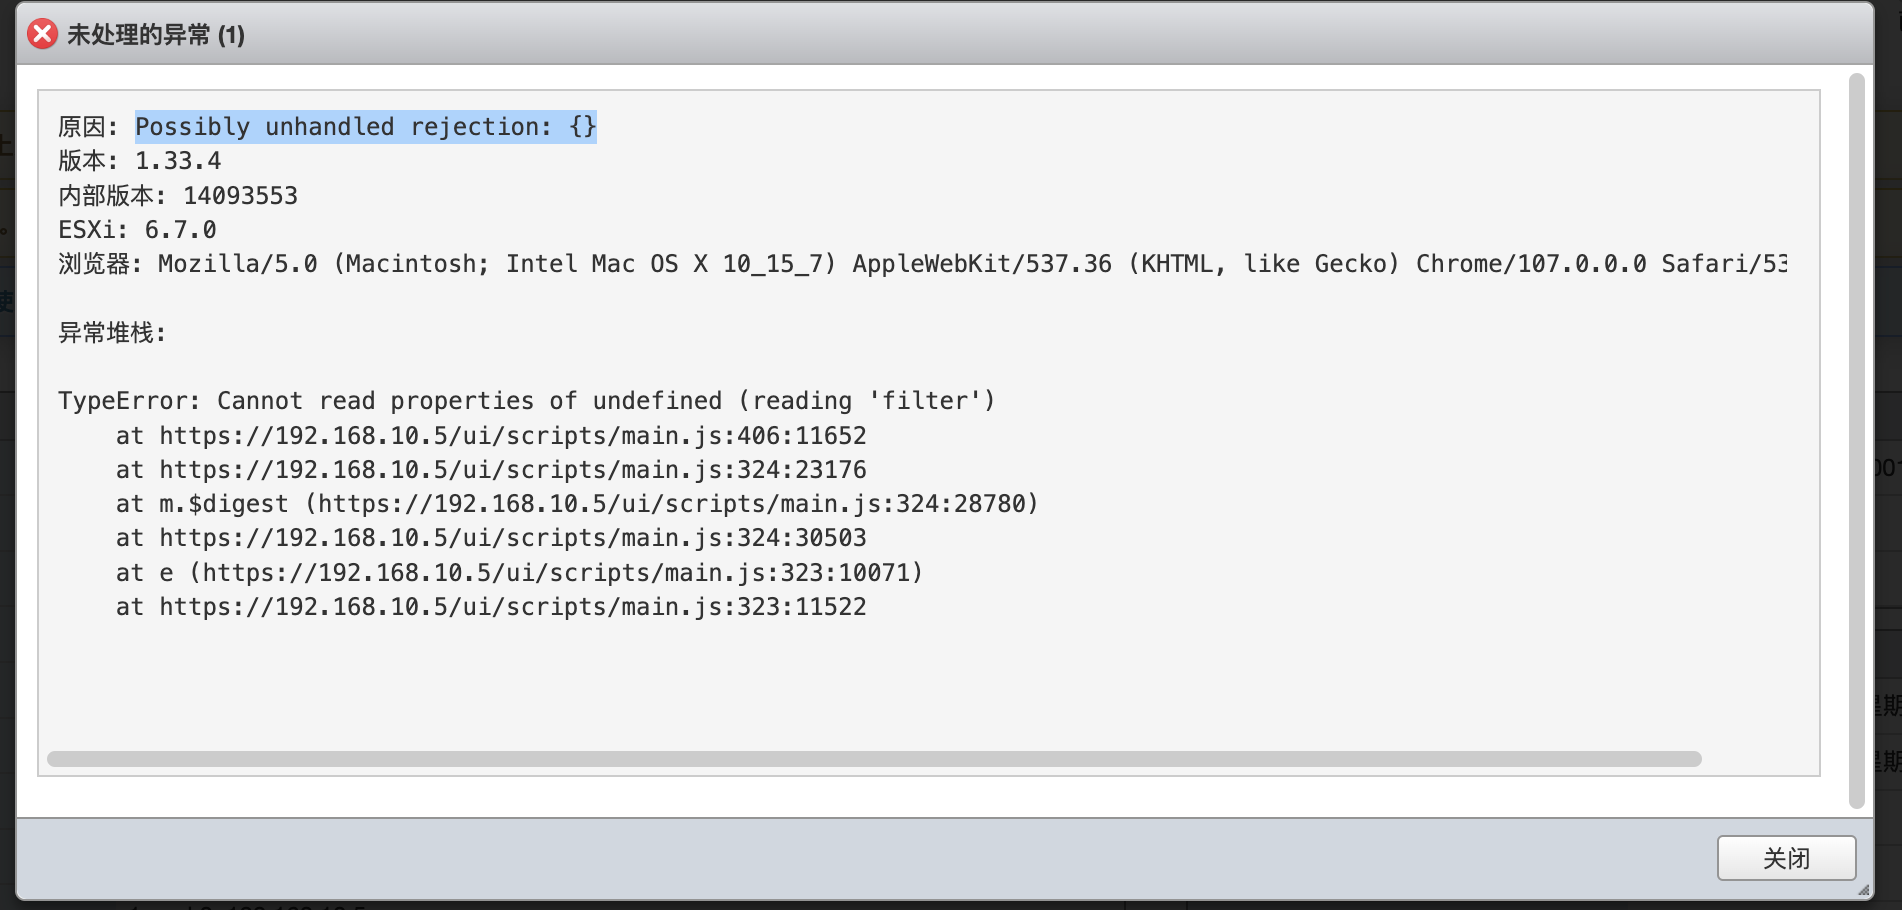 未处理的异常 (1)
原因: Possibly unhandled rejection: {}
版本: 1.33.4
内部版本: 14093553
ESXi: 6.7.0
浏览器: Mozilla/5.0 (Macintosh; Intel Mac OS X 10_15_7) AppleWebKit/537.36 (KHTML, like Gecko) Chrome/107.0.0.0 Safari/53
异常堆栈:
TypeError: Cannot read properties of undefined (reading 'filter')
at https://192.168.10.5/ui/scripts/main.js:406:11652
at https://192.168.10.5/ui/scripts/main.js:324:23176
at m.$digest (https://192.168.10.5/ui/scripts/main.js:324:28780)
at https://192.168.10.5/ui/scripts/main.js:324:30503
at e (https://192.168.10.5/ui/scripts/main.js:323:10071)
at https://192.168.10.5/ui/scripts/main.js:323:11522
关闭